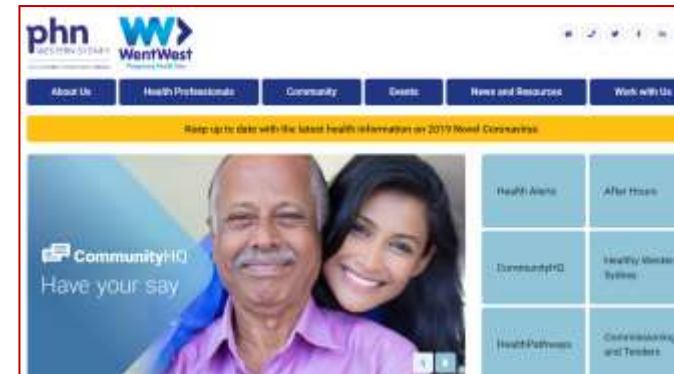 phn
WESTERN SYDNEY
WentWest
About Us
Health Professionals
Community
Events
News and Resources
Work with Us
Keep up to date with the latest health information on 2019 Novel Coronavirus
CommunityHQ
Have your say
Health Alerts
After Hours
CommunityHQ
Healthy Western
Sydney
HealthPathways
Commissioning
and Tenders